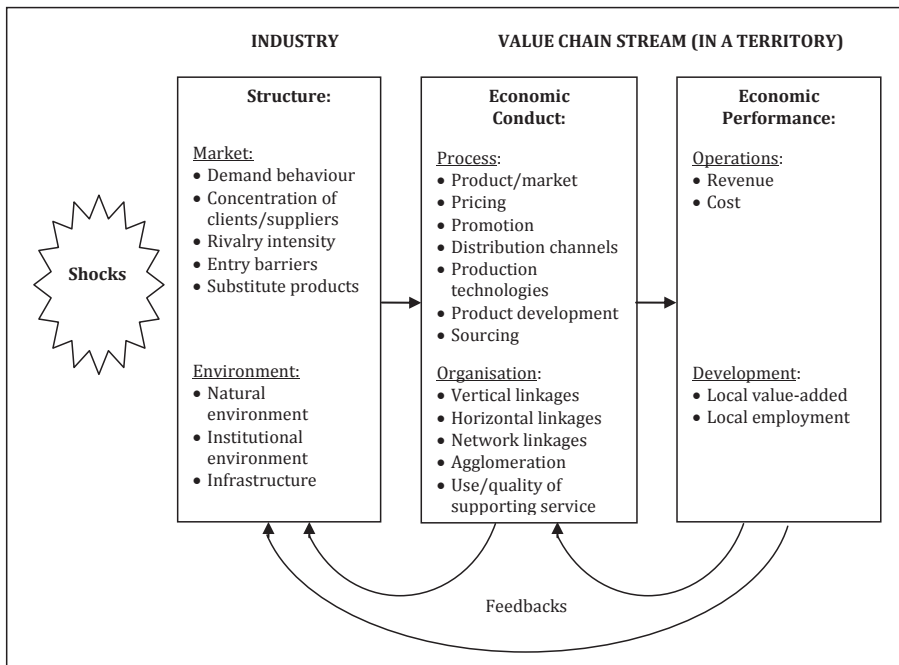 INDUSTRY
VALUE CHAIN STREAM (IN A TERRITORY)
Shocks
Structure:
Market:
• Demand behaviour
• Concentration of
clients/suppliers
• Rivalry intensity
• Entry barriers
• Substitute products
Environment:
• Natural
environment
• Institutional
environment
• Infrastructure
Economic
Conduct:
Process:
• Product/market
• Pricing
• Promotion
• Distribution channels
• Production
technologies
• Product development
• Sourcing
Organisation:
• Vertical linkages
• Horizontal linkages
• Network linkages
• Agglomeration
• Use/quality of
supporting service
Economic
Performance:
Operations:
• Revenue
• Cost
Development:
• Local value-added
• Local employment
Feedbacks